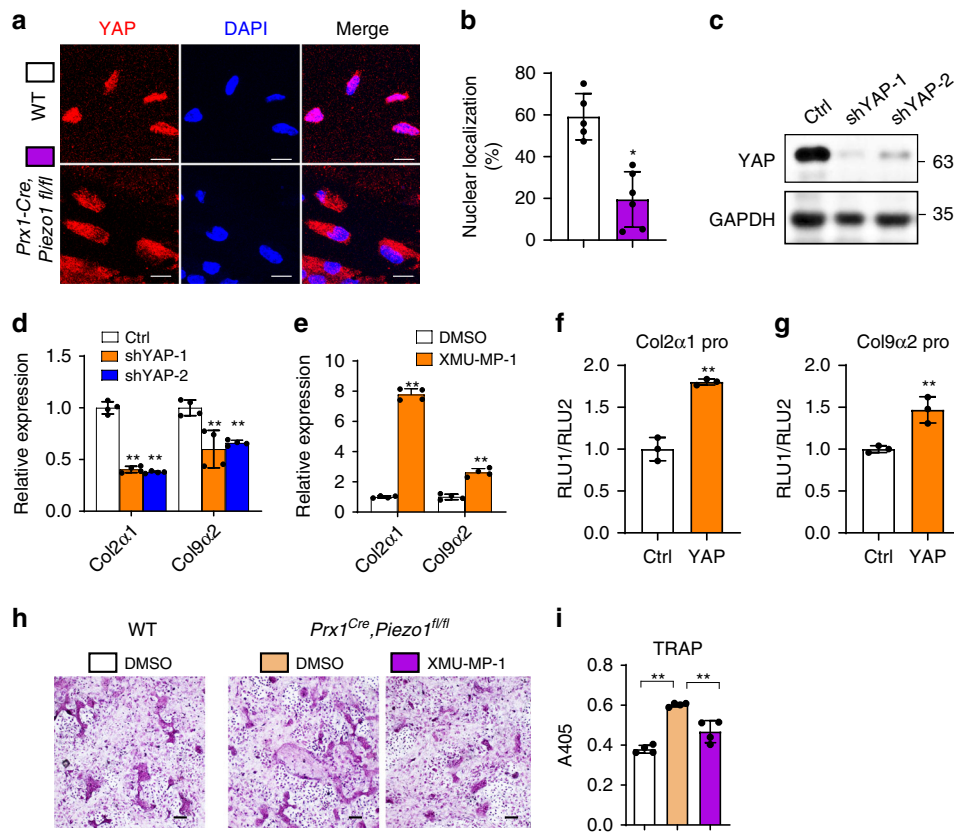 a
YAP
DAPI
Merge
WT
Prx1-Cre,
Piezo1 fl/fl
b
Nuclear localization
(%)
80
60
40
20
0
*
c
Ctrl
shYAP-1
shYAP-2
YAP
63
GAPDH
35
d
Ctrl
shYAP-1
shYAP-2
Relative expression
1.5
1.0
0.5
0.0
** **
** **
Col2α1
Col9α2
e
DMSO
XMU-MP-1
Relative expression
10
8
6
4
2
0
**
**
Col2α1
Col9α2
f
Col2α1 pro
RLU1/RLU2
2.0
1.5
1.0
0.5
0.0
**
Ctrl
YAP
g
Col9α2 pro
RLU1/RLU2
2.0
1.5
1.0
0.5
0.0
**
Ctrl
YAP
h
WT
Prx1Cre,Piezo1fl/fl
DMSO
DMSO
XMU-MP-1
i
TRAP
A405
0.8
0.6
0.4
0.2
0.0
**
**